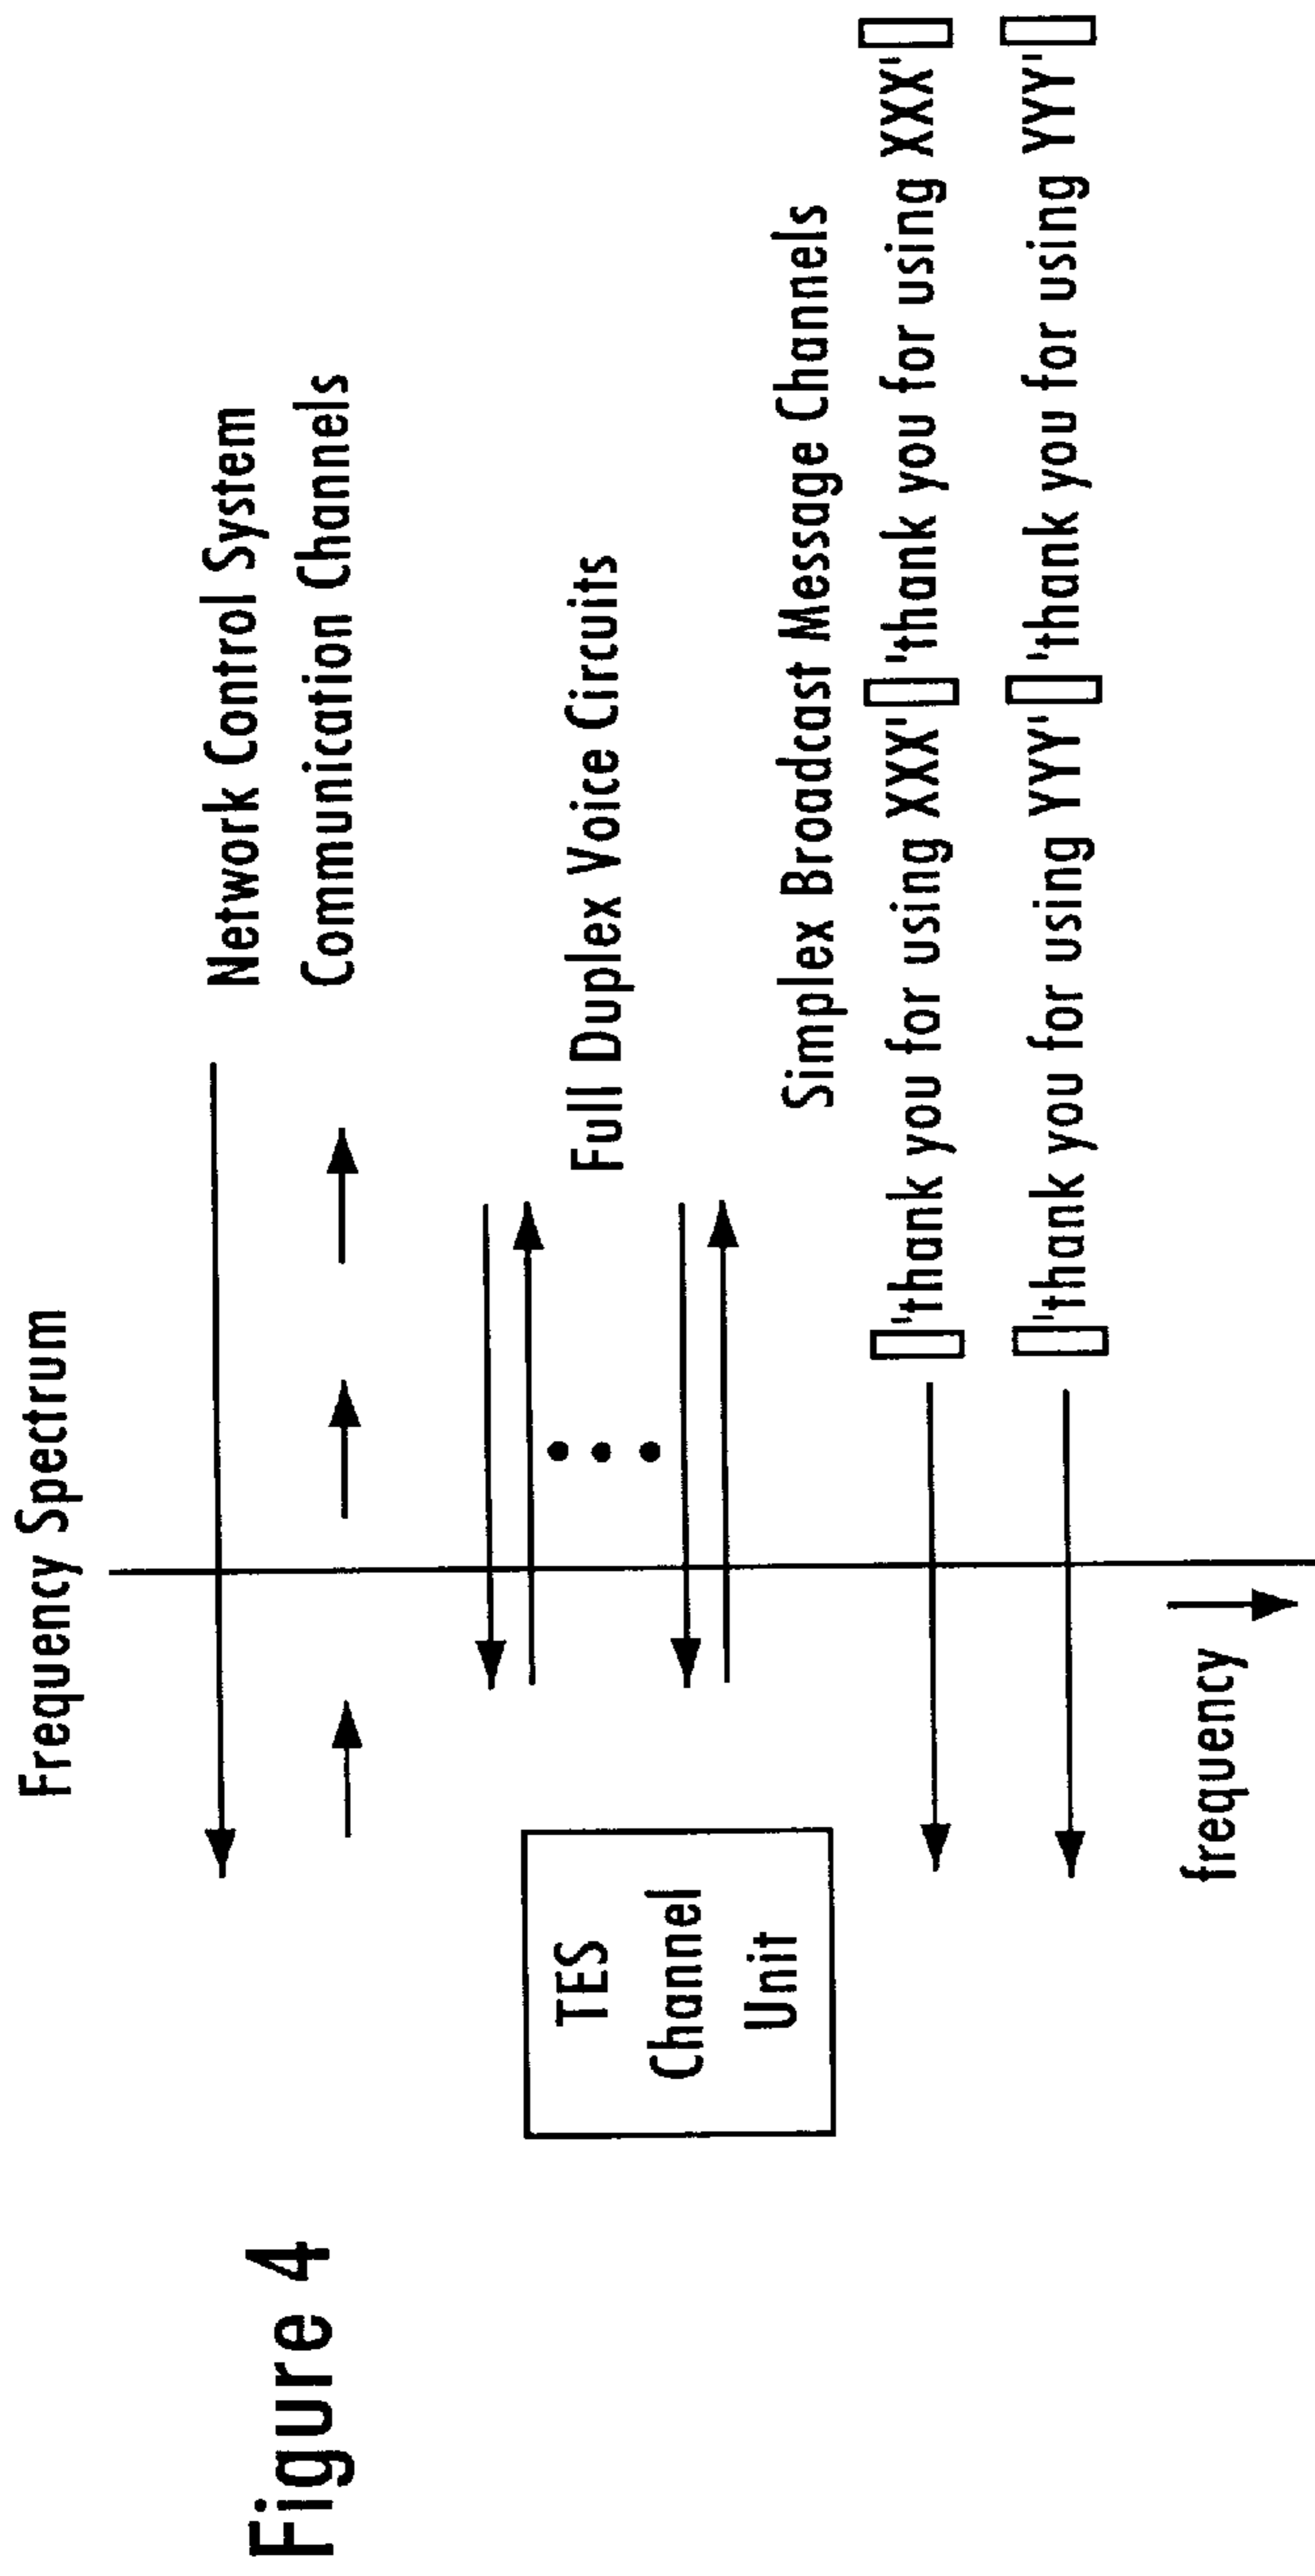 Figure 4
Frequency Spectrum
Network Control System
Communication Channels
Full Duplex Voice Circuits
TES
Channel
Unit
Simplex Broadcast Message Channels
'thank you for using XXX' 'thank you for using XXX'
'thank you for using YYY' 'thank you for using YYY'
frequency